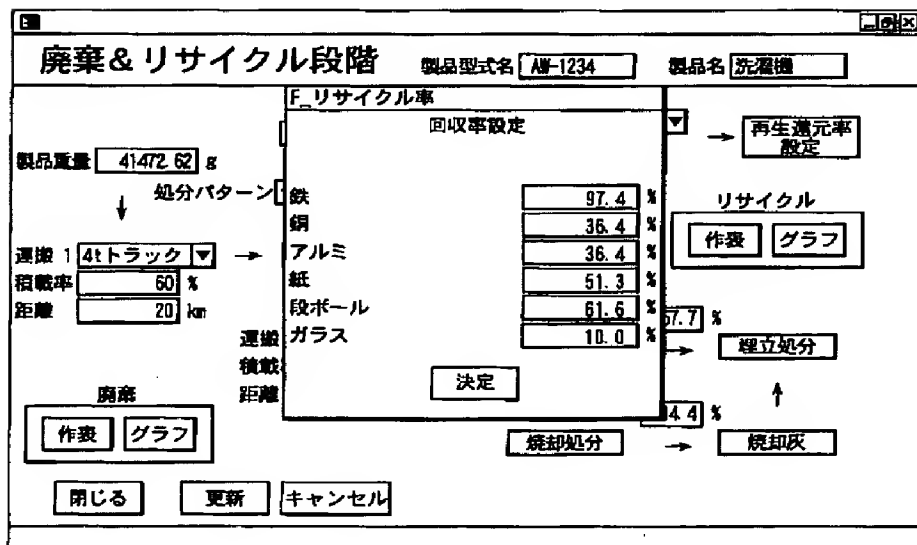 廃棄&リサイクル段階 製品型式名 AW-1234 製品名 洗濯機
F_リサイクル率
回収率設定
→ 再生還元率設定
製品重量 41472.62 g
処分パターン
鉄 97.4 %
銅 36.4 %
アルミ 36.4 %
紙 51.3 %
段ボール 61.6 %
ガラス 10.0 %
決定
リサイクル
作表 グラフ
運搬 1 4tトラック
積載率 60 %
距離 20 km
運搬
積載
距離
57.7 %
埋立処分
廃棄
作表 グラフ
4.4 %
焼却処分 → 焼却灰
閉じる 更新 キャンセル